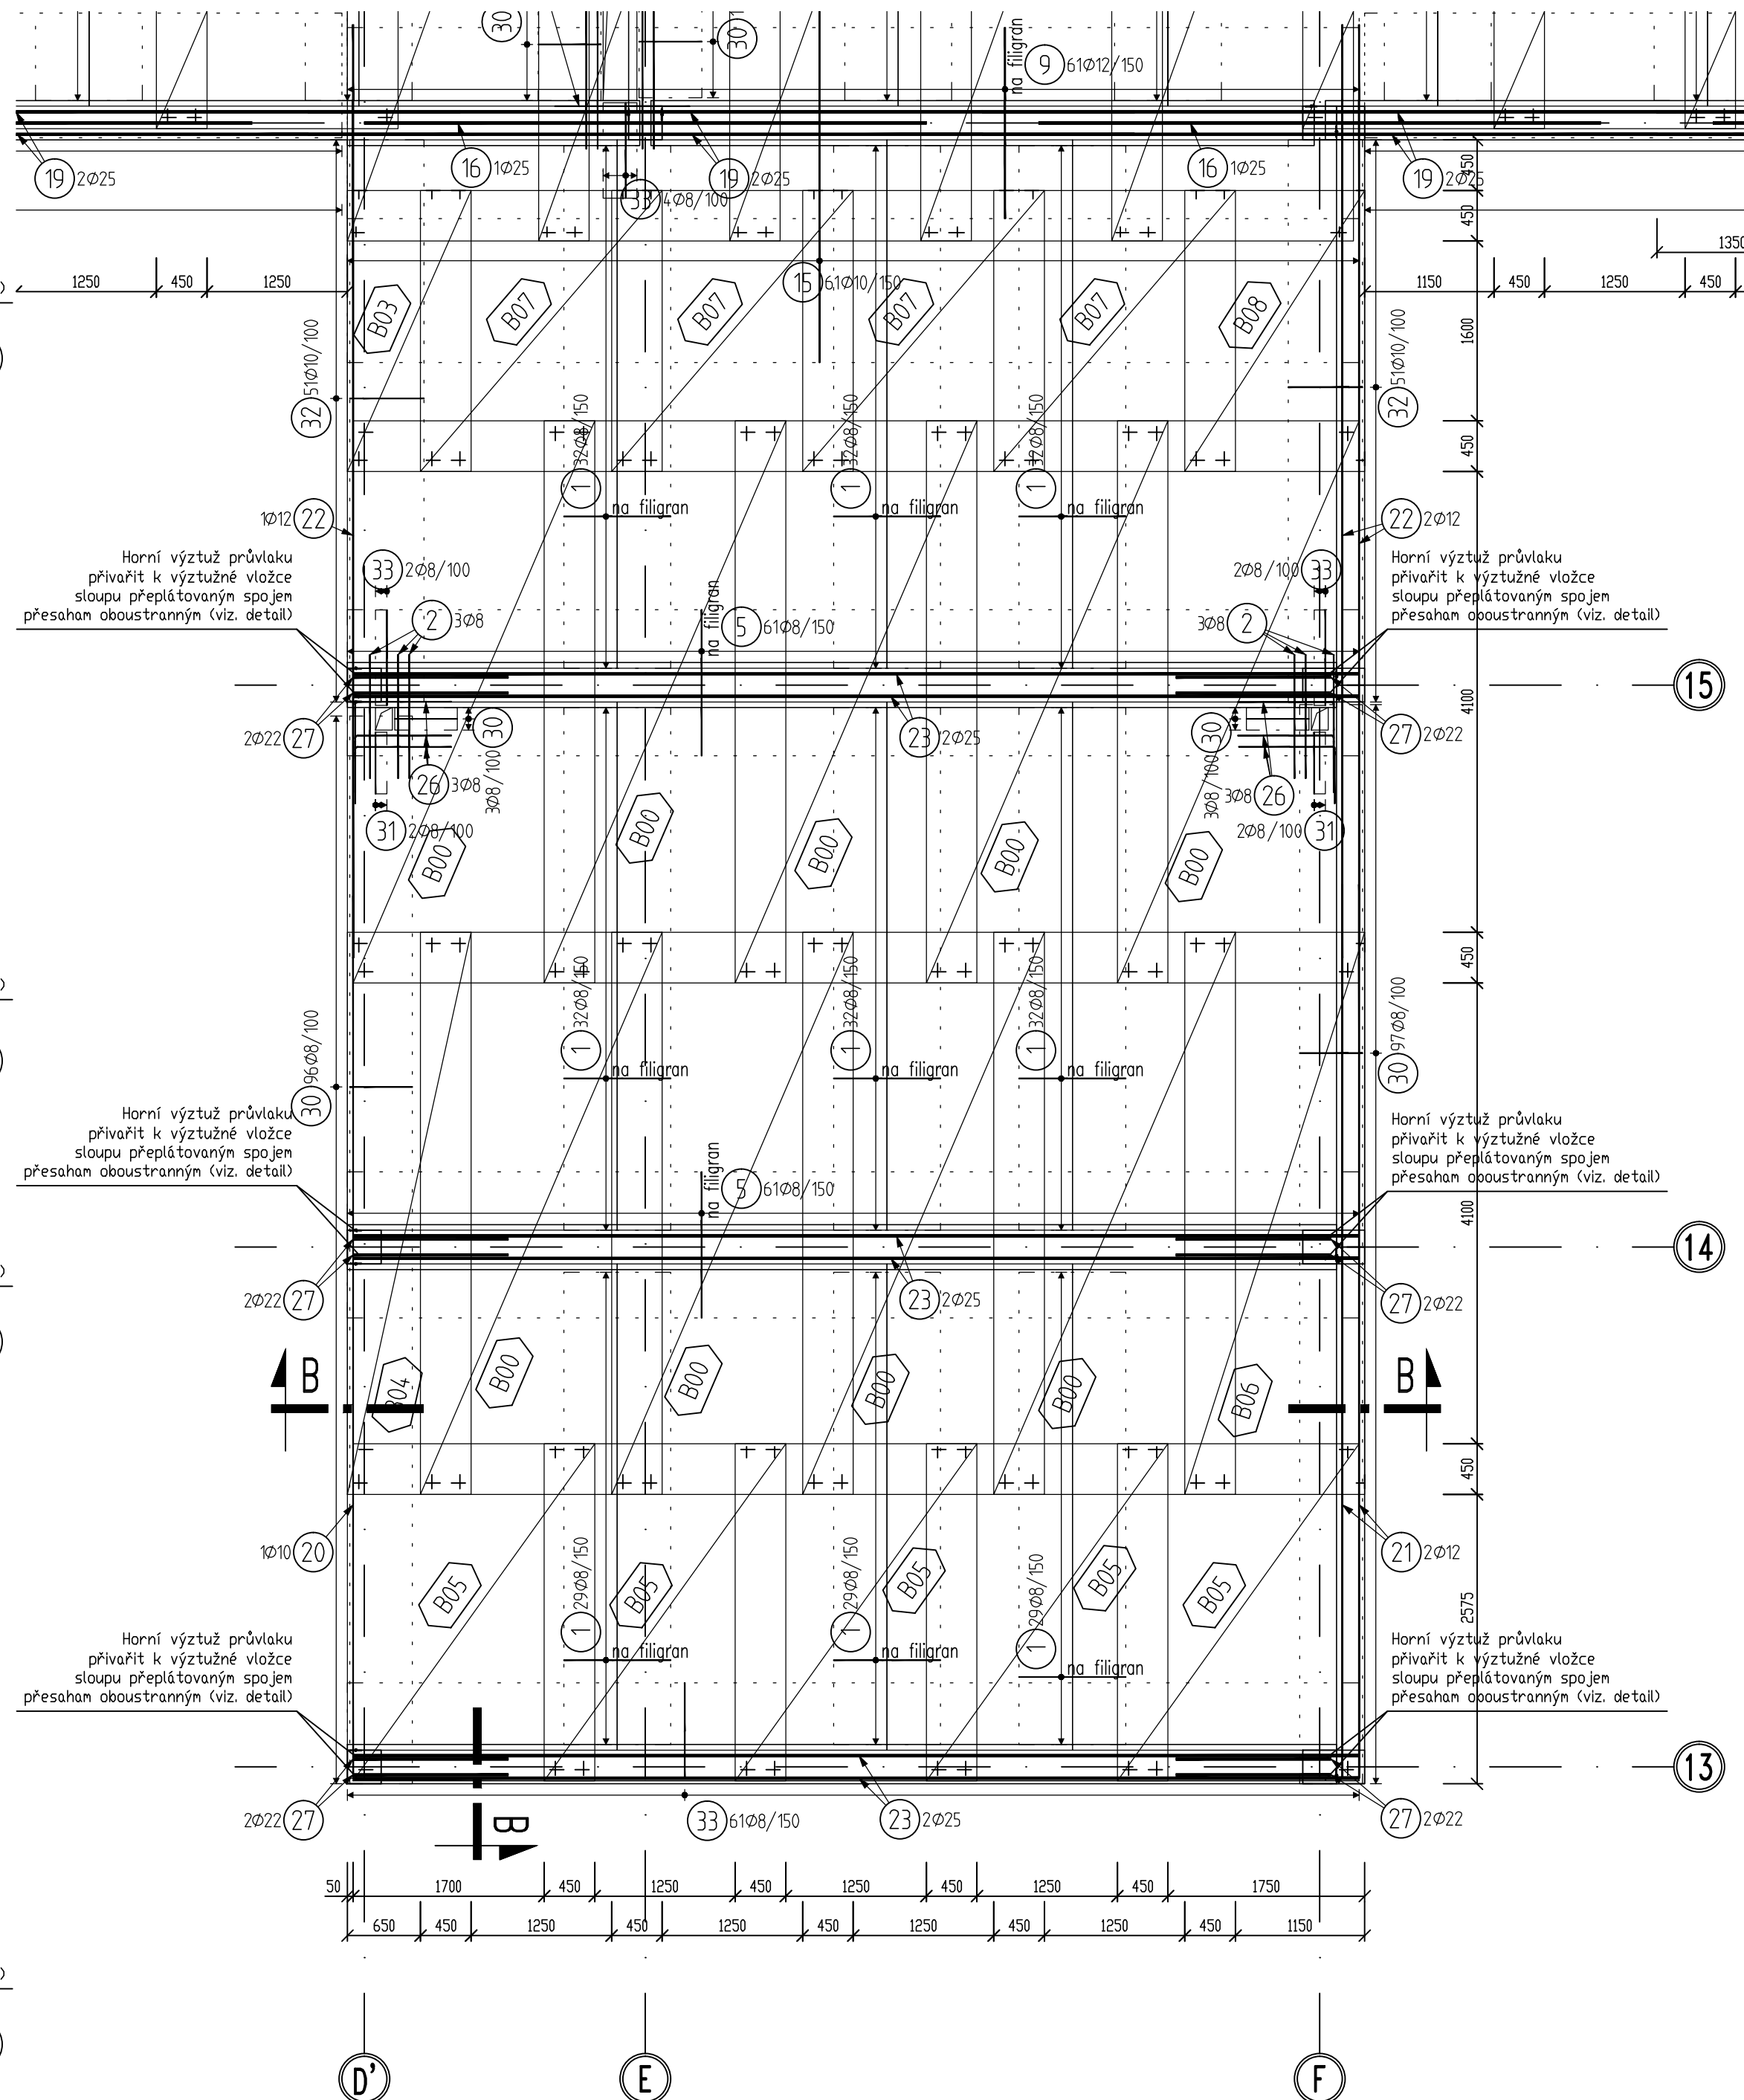 30
30
na filigran
9 61Ø12/150
19 2Ø25
16 1Ø25
33 4Ø8/100
19 2Ø25
16 1Ø25
19 2Ø25
450
450
1350
1250
450
1250
15 61Ø10/150
1150
450
1250
450
B03
B07
B07
B07
B07
B08
1600
32 51Ø10/100
32 51Ø10/100
1 32Ø8/150
1 32Ø8/150
1 32Ø8/150
450
na filigran
na filigran
na filigran
1Ø12 22
22 2Ø12
Horní výztuž průvlaku
přivařit k výztužné vložce
sloupu přeplátovaným spojem
přesaham oboustranným (viz. detail)
33 2Ø8/100
2 3Ø8
na filigran
5 61Ø8/150
2Ø8/100 33
3Ø8 2
Horní výztuž průvlaku
přivařit k výztužné vložce
sloupu přeplátovaným spojem
přesaham oboustranným (viz. detail)
15
4100
2Ø22 27
30 3Ø8/100
26 3Ø8
31 2Ø8/100
23 2Ø25
30 3Ø8/100
3Ø8 26
2Ø8/100 31
27 2Ø22
B00
B00
B00
B00
B00
450
30 96Ø8/100
1 32Ø8/150
1 32Ø8/150
1 32Ø8/150
30 97Ø8/100
na filigran
na filigran
na filigran
Horní výztuž průvlaku
přivařit k výztužné vložce
sloupu přeplátovaným spojem
přesaham oboustranným (viz. detail)
na filigran
5 61Ø8/150
Horní výztuž průvlaku
přivařit k výztužné vložce
sloupu přeplátovaným spojem
přesaham oboustranným (viz. detail)
4100
14
2Ø22 27
23 2Ø25
27 2Ø22
B
B
B04
B00
B00
B00
B00
B06
450
1Ø10 20
21 2Ø12
B05
B05
B05
B05
B05
1 29Ø8/150
1 29Ø8/150
1 29Ø8/150
2575
na filigran
na filigran
na filigran
Horní výztuž průvlaku
přivařit k výztužné vložce
sloupu přeplátovaným spojem
přesaham oboustranným (viz. detail)
Horní výztuž průvlaku
přivařit k výztužné vložce
sloupu přeplátovaným spojem
přesaham oboustranným (viz. detail)
13
2Ø22 27
B
33 61Ø8/150
23 2Ø25
27 2Ø22
50 1700 450 1250 450 1250 450 1250 450 1750
650 450 1250 450 1250 450 1250 450 1250 450 1150
D'
E
F